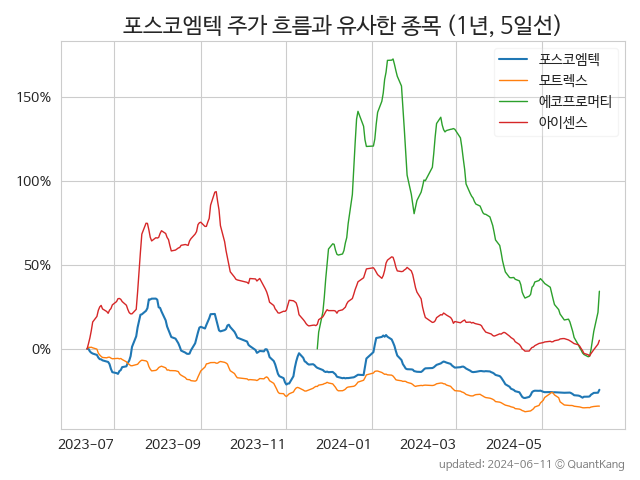 포스코엠텍 주가 흐름과 유사한 종목 (1년, 5일선)
포스코엠텍
모트렉스
에코프로머티
아이센스
150%
100%
50%
0%
2023-07
2023-09
2023-11
2024-01
2024-03
2024-05
updated: 2024-06-11 © QuantKang